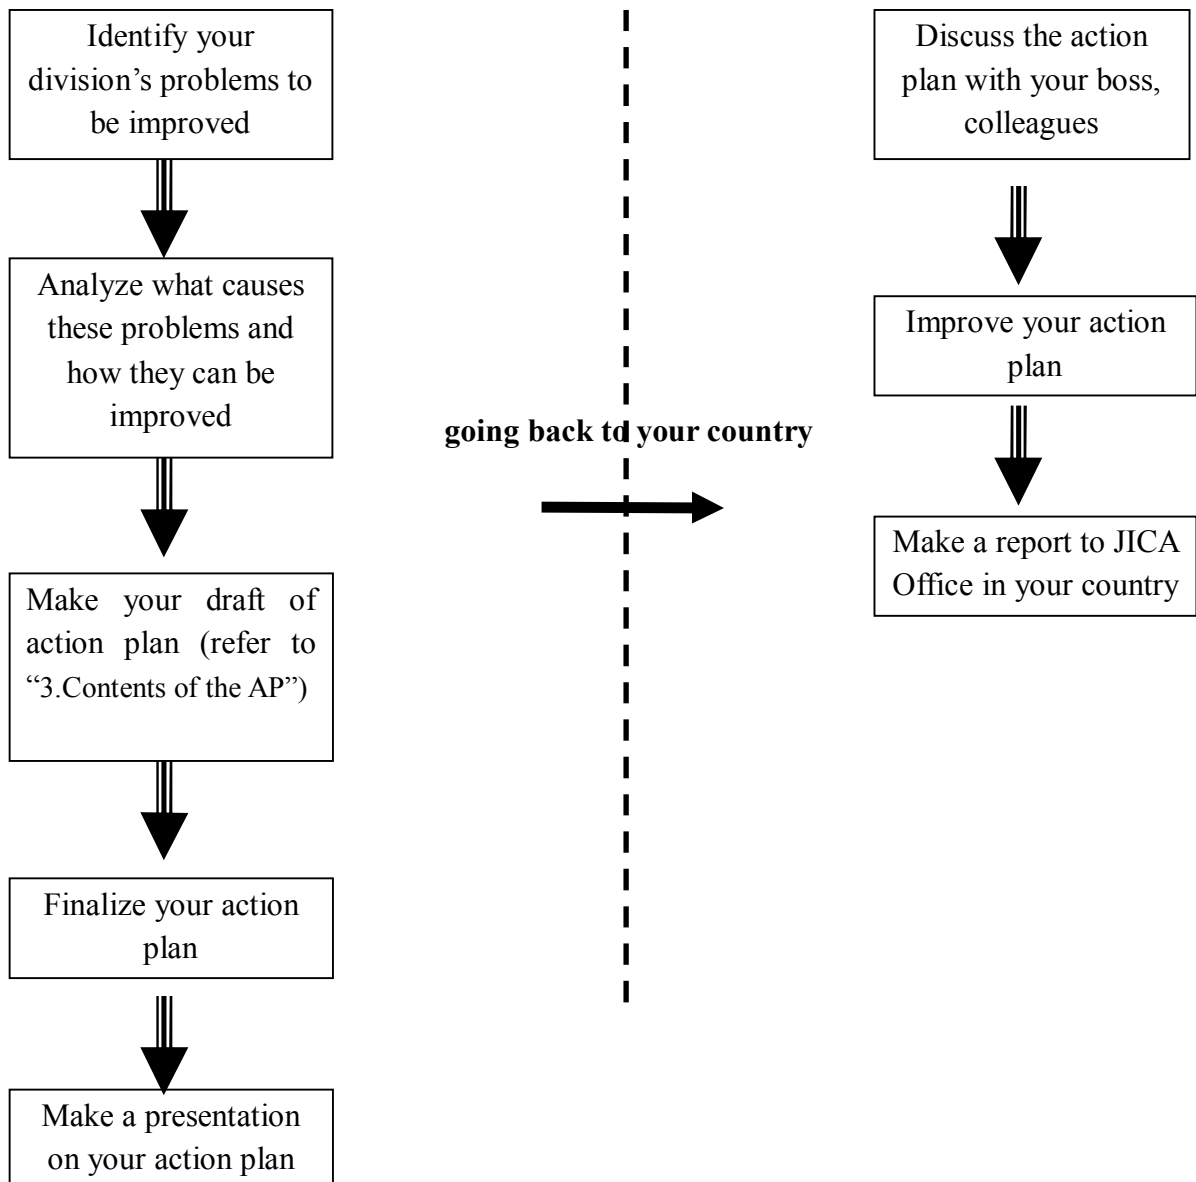 Identify your
division’s problems to
be improved
Analyze what causes
these problems and
how they can be
improved
Make your draft of
action plan (refer to
“3.Contents of the AP”)
Finalize your action
plan
Make a presentation
on your action plan
going back to your country
Discuss the action
plan with your boss,
colleagues
Improve your action
plan
Make a report to JICA
Office in your country